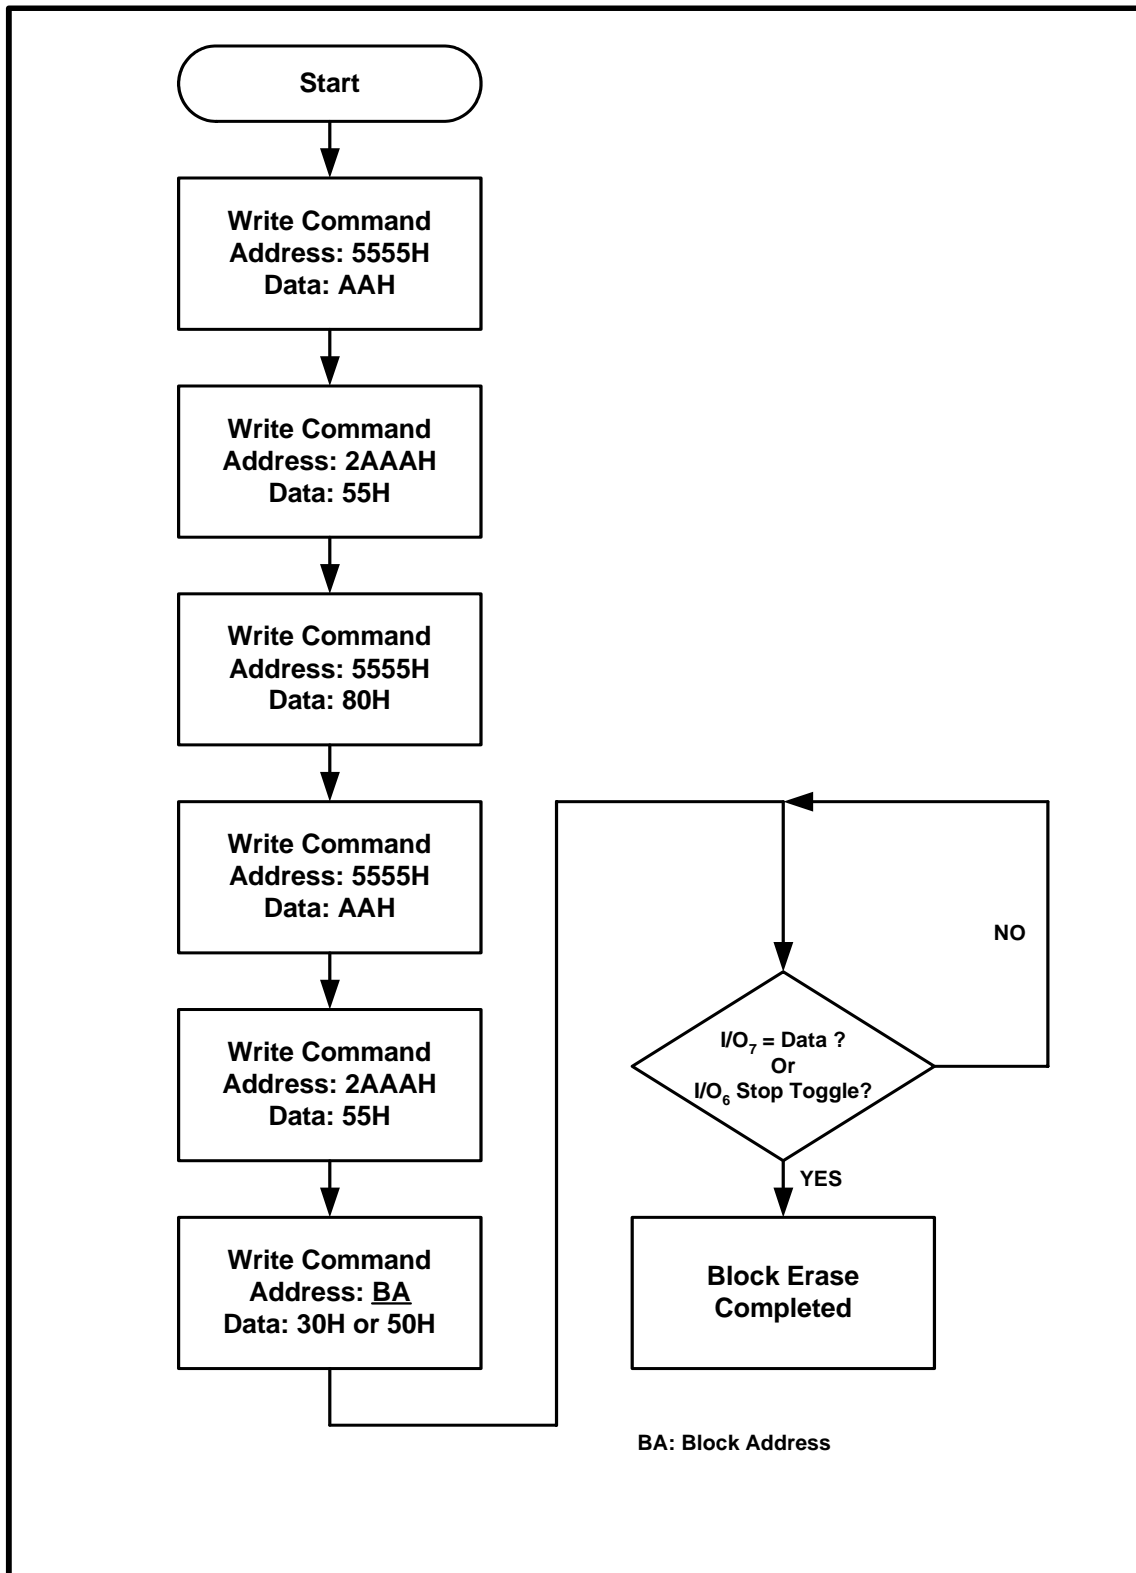 Start
Write Command
Address: 5555H
Data: AAH
Write Command
Address: 2AAAH
Data: 55H
Write Command
Address: 5555H
Data: 80H
Write Command
Address: 5555H
Data: AAH
Write Command
Address: 2AAAH
Data: 55H
Write Command
Address: BA
Data: 30H or 50H
NO
I/O7 = Data ?
Or
I/O6 Stop Toggle?
YES
Block Erase
Completed
BA: Block Address